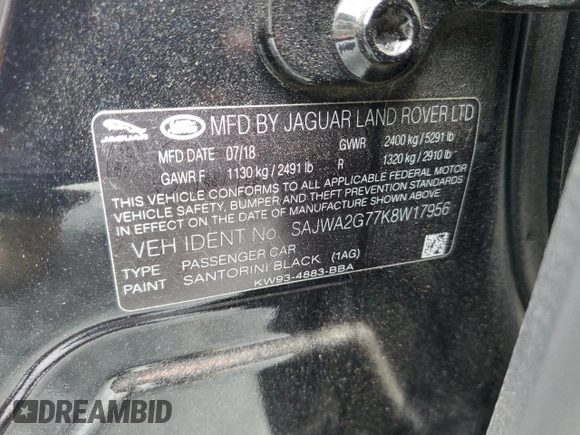 JAGUAR LAND ROVER MFD BY JAGUAR LAND ROVER LTD
MFD DATE 07/18 GVWR 2400 kg / 5291 lb
GAWR F 1130 kg / 2491 lb R 1320 kg / 2910 lb
THIS VEHICLE CONFORMS TO ALL APPLICABLE FEDERAL MOTOR
VEHICLE SAFETY, BUMPER AND THEFT PREVENTION STANDARDS
IN EFFECT ON THE DATE OF MANUFACTURE SHOWN ABOVE
VEH IDENT No. SAJWA2G77K8W17956
TYPE PASSENGER CAR
PAINT SANTORINI BLACK (1AG)
KW93-4883-BBA
DREAMBID